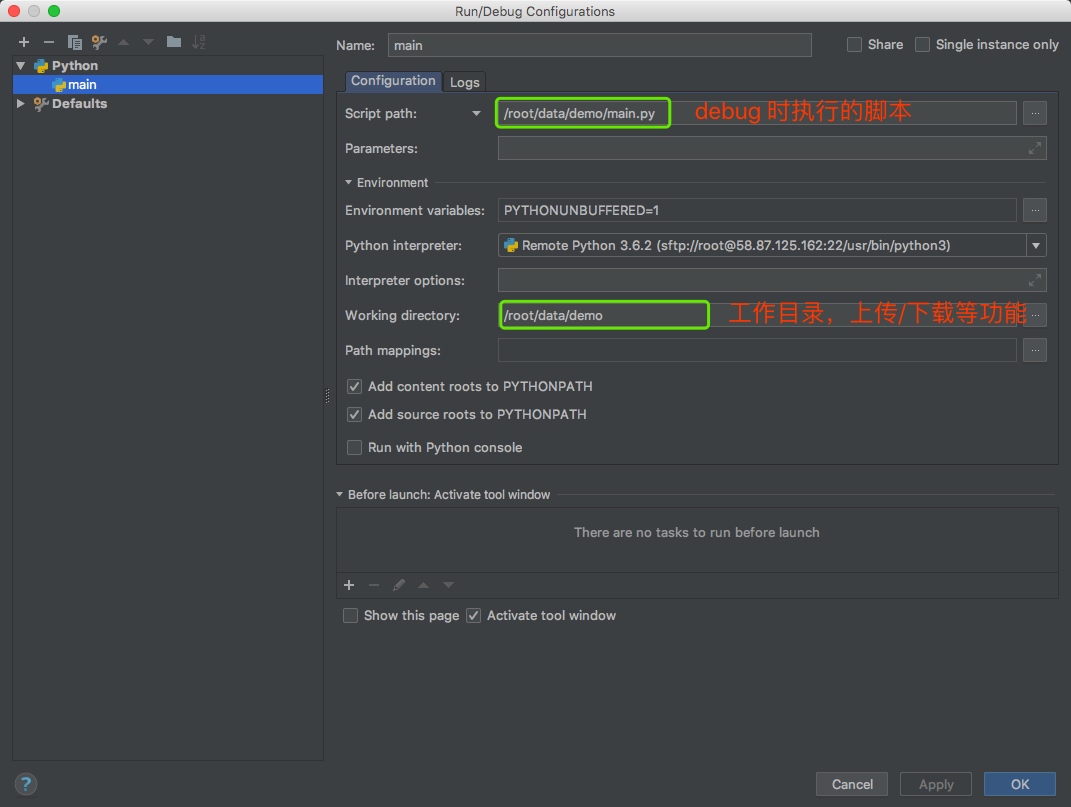 Run/Debug Configurations
Python
main
Defaults
Name: main Share Single instance only
Configuration Logs
Script path: /root/data/demo/main.py debug 时执行的脚本 ...
Parameters:
Environment
Environment variables: PYTHONUNBUFFERED=1 ...
Python interpreter: Remote Python 3.6.2 (sftp://root@58.87.125.162:22/usr/bin/python3)
Interpreter options:
Working directory: /root/data/demo 工作目录，上传/下载等功能 ...
Path mappings: ...
Add content roots to PYTHONPATH
Add source roots to PYTHONPATH
Run with Python console
Before launch: Activate tool window
There are no tasks to run before launch
Show this page Activate tool window
? Cancel Apply OK